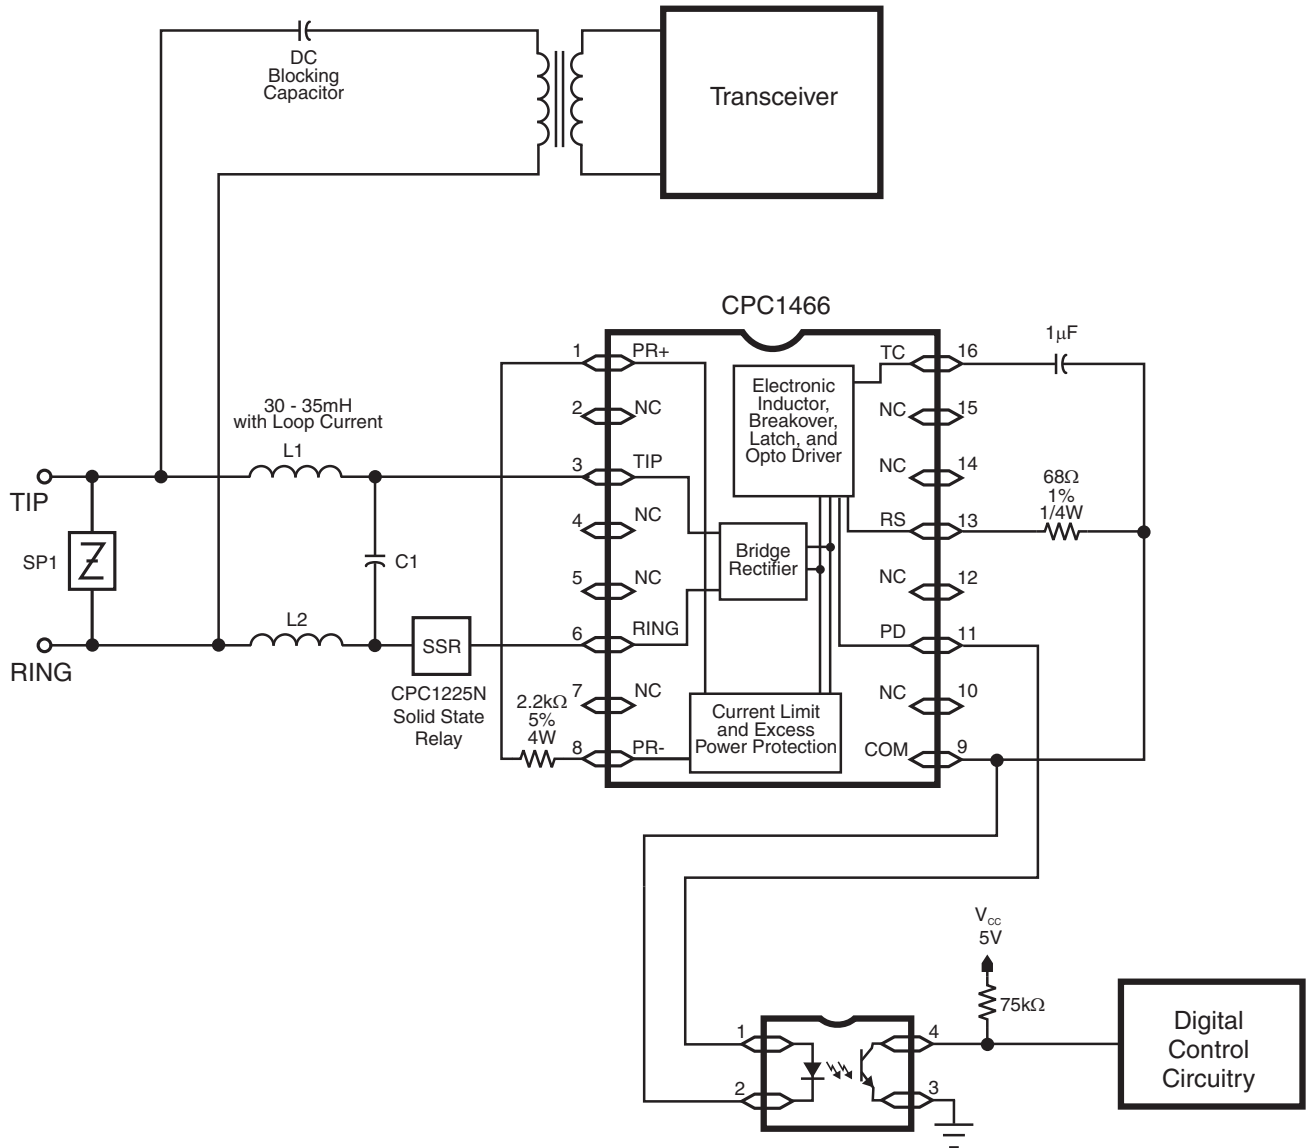 DC
Blocking
Capacitor
Transceiver
CPC1466
1
PR+
2
NC
3
TIP
4
NC
5
NC
6
RING
7
NC
8
PR-
TC
16
NC
15
NC
14
RS
13
NC
12
PD
11
NC
10
COM
9
Electronic
Inductor,
Breakover,
Latch, and
Opto Driver
Bridge
Rectifier
Current Limit
and Excess
Power Protection
1μF
68Ω
1%
1/4W
30 - 35mH
with Loop Current
L1
TIP
SP1
C1
L2
RING
SSR
CPC1225N
Solid State
Relay
2.2kΩ
5%
4W
VCC
5V
75kΩ
1
2
4
3
Digital
Control
Circuitry